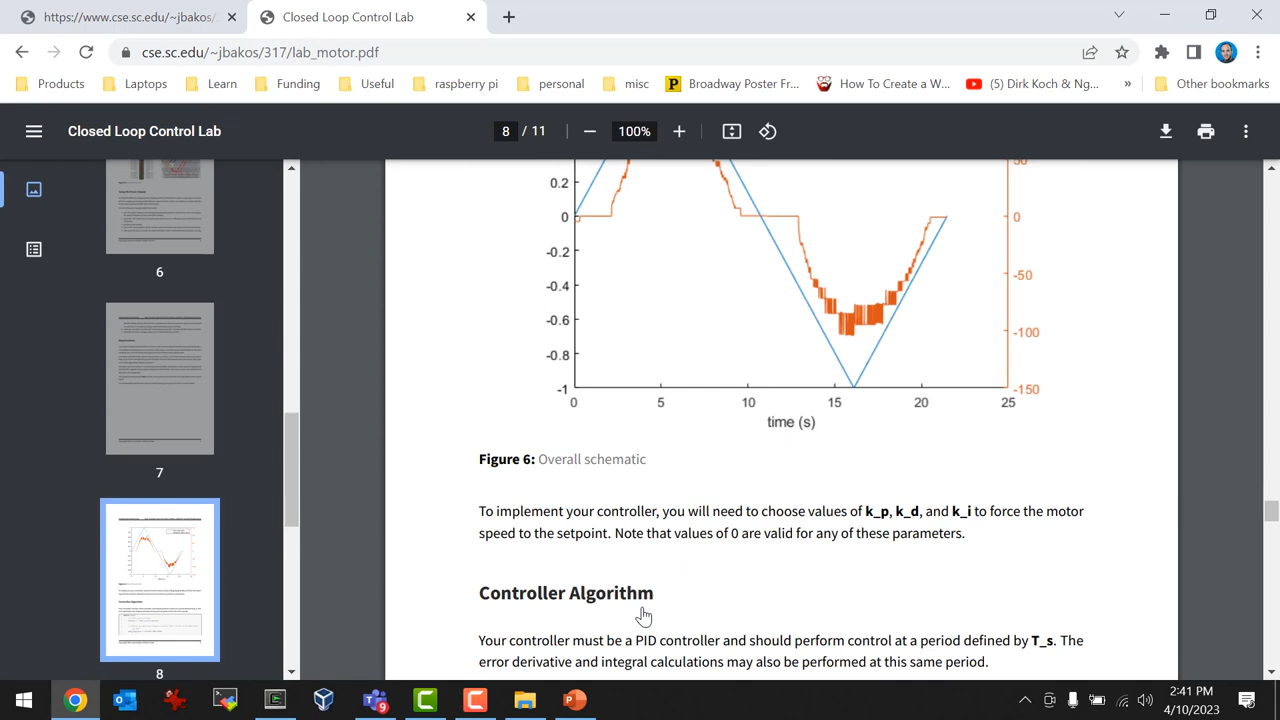 https://www.cse.sc.edu/~jbakos/
Closed Loop Control Lab
cse.sc.edu/~jbakos/317/lab_motor.pdf
Products
Laptops
Learn
Funding
Useful
raspberry pi
personal
misc
Broadway Poster Fr...
How To Create a W...
(5) Dirk Koch & Ng...
»
Other bookmarks
Closed Loop Control Lab
8 / 11
100%
6
7
8
0.2
0
-0.2
-0.4
-0.6
-0.8
-1
50
0
-50
-100
-150
0 5 10 15 20 25
time (s)
Figure 6: Overall schematic
To implement your controller, you will need to choose values of k_p, k_d, and k_i to force the motor
speed to the setpoint. Note that values of 0 are valid for any of these parameters.
Controller Algorithm
Your controller must be a PID controller and should perform control at a period defined by T_s. The
error derivative and integral calculations may also be performed at this same period.
9
2:41 PM
4/10/2023